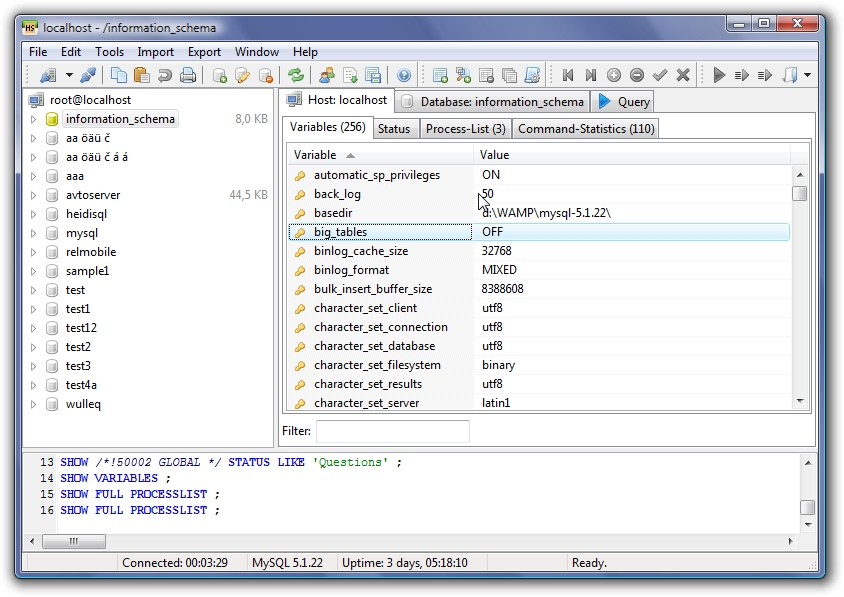 localhost - /information_schema
File Edit Tools Import Export Window Help
root@localhost
information_schema 8,0 KB
aa öäü č
aa öäü č á á
aaa
avtoserver 44,5 KB
heidisql
mysql
relmobile
sample1
test
test1
test12
test2
test3
test4a
wulleq
Host: localhost Database: information_schema Query
Variables (256) Status Process-List (3) Command-Statistics (110)
Variable Value
automatic_sp_privileges ON
back_log 50
basedir d:\WAMP\mysql-5.1.22\
big_tables OFF
binlog_cache_size 32768
binlog_format MIXED
bulk_insert_buffer_size 8388608
character_set_client utf8
character_set_connection utf8
character_set_database utf8
character_set_filesystem binary
character_set_results utf8
character_set_server latin1
Filter:
13 SHOW /*!50002 GLOBAL */ STATUS LIKE 'Questions' ;
14 SHOW VARIABLES ;
15 SHOW FULL PROCESSLIST ;
16 SHOW FULL PROCESSLIST ;
Connected: 00:03:29 MySQL 5.1.22 Uptime: 3 days, 05:18:10 Ready.